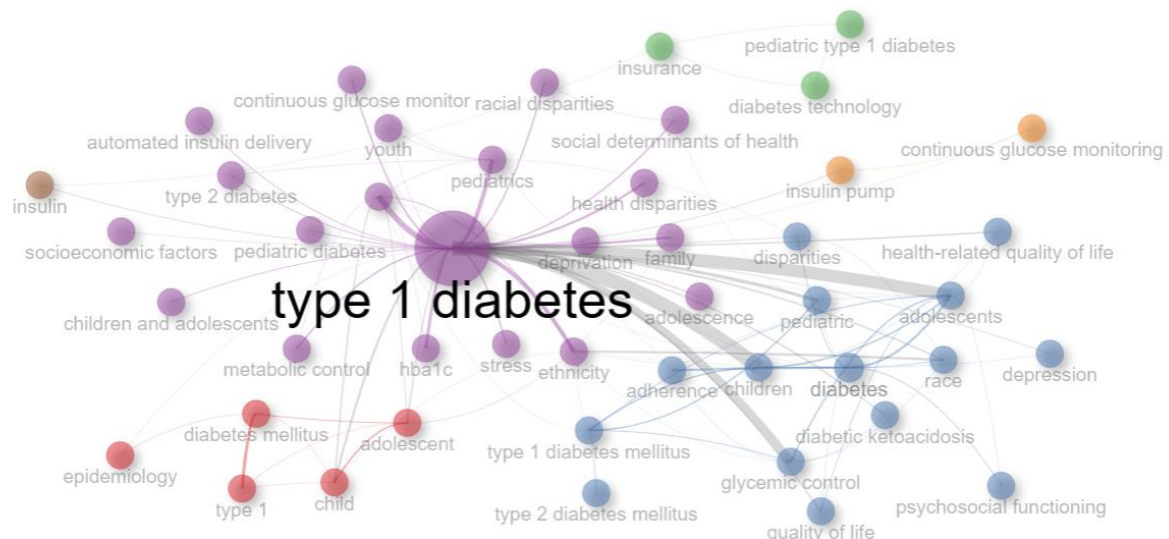 pediatric type 1 diabetes
insurance
continuous glucose monitor
racial disparities
diabetes technology
automated insulin delivery
youth
social determinants of health
continuous glucose monitoring
pediatrics
insulin
type 2 diabetes
health disparities
insulin pump
socioeconomic factors
pediatric diabetes
deprivation
family
disparities
health-related quality of life
type 1 diabetes
children and adolescents
adolescence
pediatric
adolescents
metabolic control
hba1c
stress
ethnicity
adherence
children
diabetes
race
depression
diabetes mellitus
adolescent
type 1 diabetes mellitus
diabetic ketoacidosis
epidemiology
glycemic control
type 1
child
type 2 diabetes mellitus
quality of life
psychosocial functioning